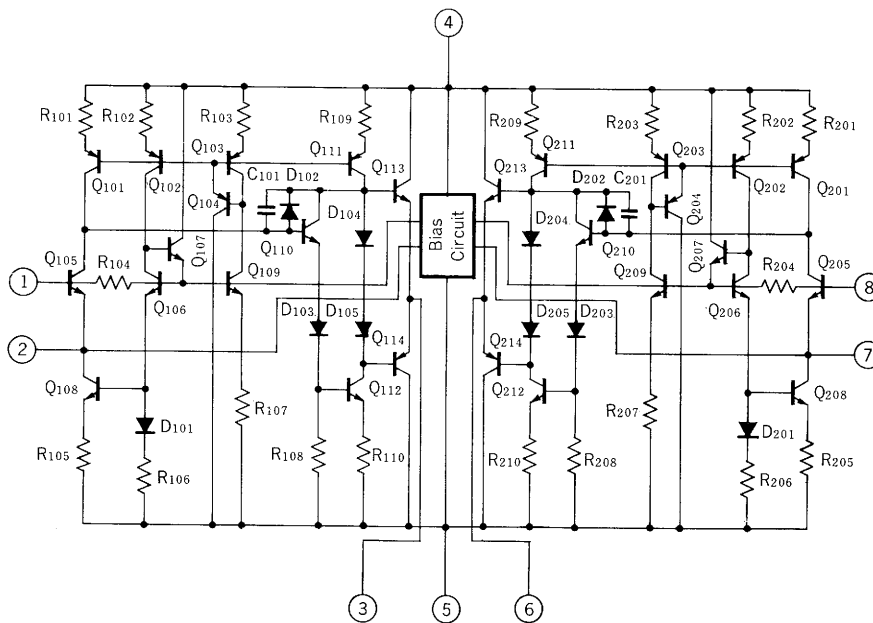 4
R101
R102
R103
R109
R209
R203
R202
R201
Q103
Q111
Q211
Q203
Q101
Q102
C101
D102
Q113
Q213
D202
C201
Q202
Q201
Q104
Q204
D104
D204
Bias
Circuit
Q105
R104
Q107
Q110
Q210
Q207
R204
Q205
1
Q106
Q109
Q209
Q206
8
D103
D105
D205
D203
2
Q114
Q214
7
Q108
Q112
Q212
Q208
D101
R107
R207
D201
R105
R106
R108
R110
R210
R208
R206
R205
3
5
6